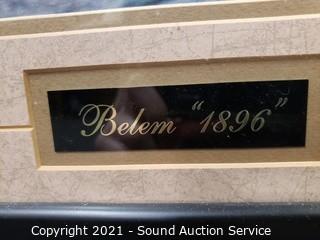 Belem "1896"
Copyright 2021 - Sound Auction Service